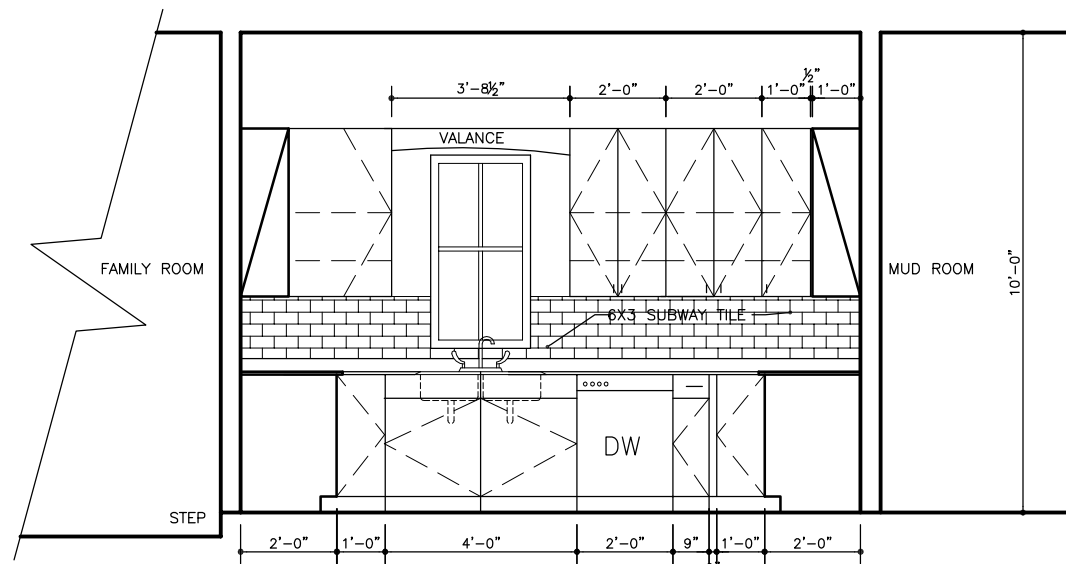 ½"
3'-8½" 2'-0" 2'-0" 1'-0" 1'-0"
VALANCE
FAMILY ROOM
MUD ROOM
10'-0"
6X3 SUBWAY TILE
DW
STEP
2'-0" 1'-0" 4'-0" 2'-0" 9" 1'-0" 2'-0"